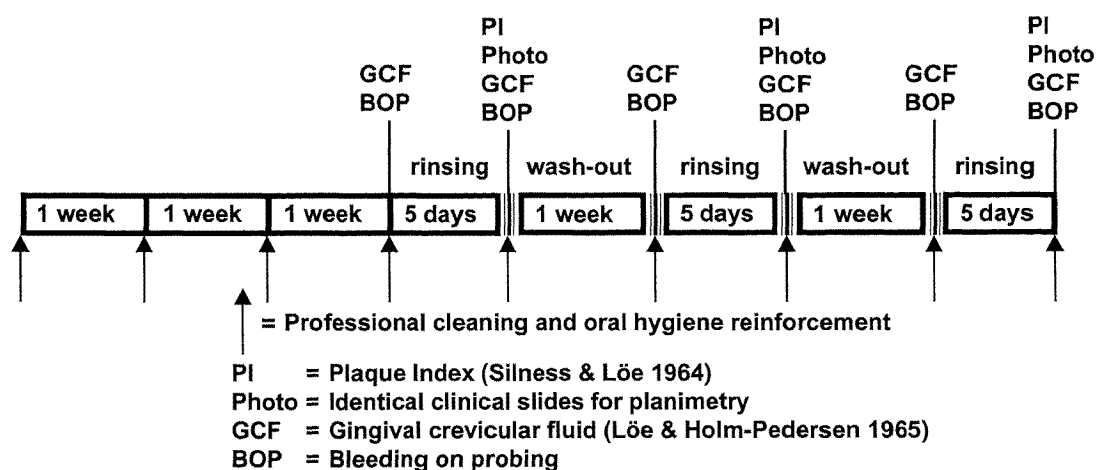 PI PI PI
Photo Photo Photo
GCF GCF GCF GCF GCF GCF
BOP BOP BOP BOP BOP BOP
rinsing wash-out rinsing wash-out rinsing
1 week 1 week 1 week 5 days 1 week 5 days 1 week 5 days
= Professional cleaning and oral hygiene reinforcement
PI = Plaque Index (Silness & Löe 1964)
Photo = Identical clinical slides for planimetry
GCF = Gingival crevicular fluid (Löe & Holm-Pedersen 1965)
BOP = Bleeding on probing